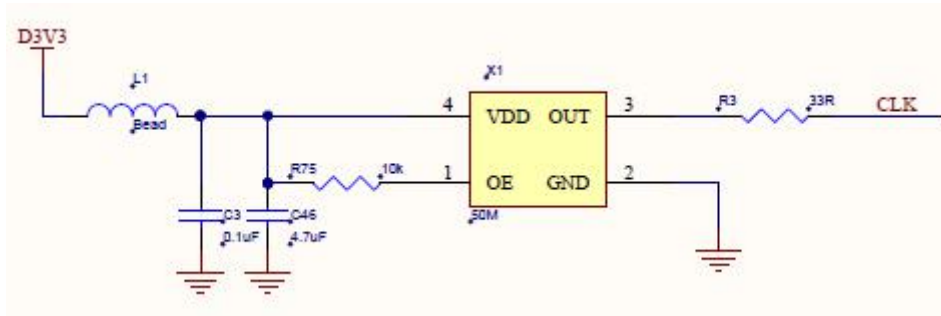 D3V3
L1
Bead
X1
4 VDD OUT 3
R3 33R CLK
R75 10k
1 OE GND 2
50M
C3
0.1uF
C46
4.7uF